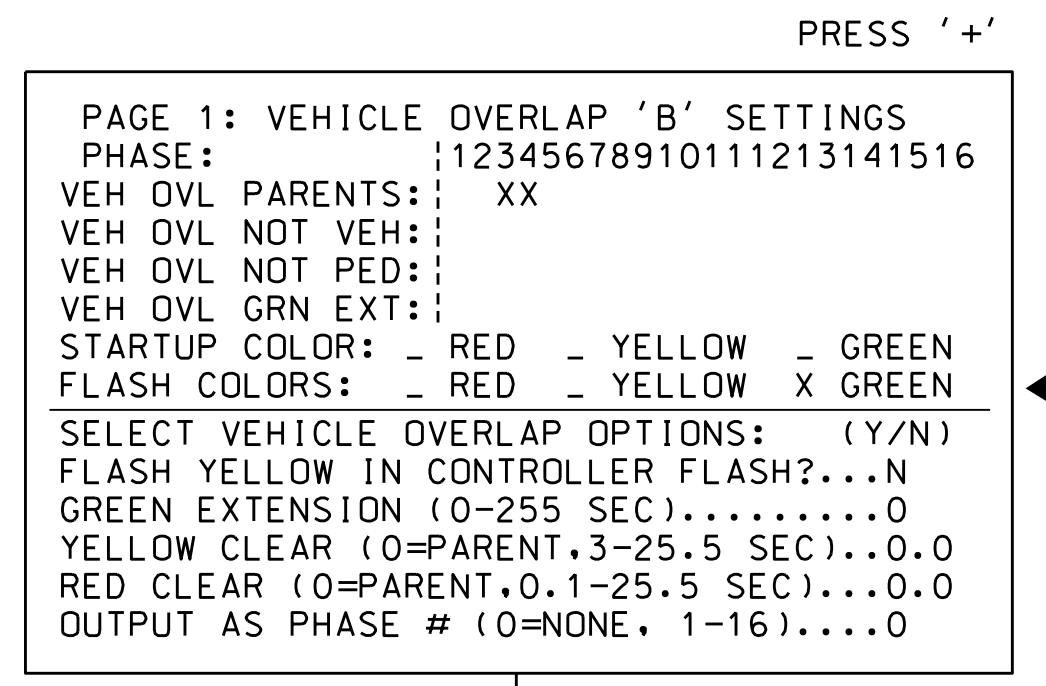 PRESS '+'
PAGE 1: VEHICLE OVERLAP 'B' SETTINGS
PHASE: ¦12345678910111213141516
VEH OVL PARENTS:¦  XX
VEH OVL NOT VEH:¦
VEH OVL NOT PED:¦
VEH OVL GRN EXT:¦
STARTUP COLOR: _ RED _ YELLOW _ GREEN
FLASH COLORS: _ RED _ YELLOW X GREEN
SELECT VEHICLE OVERLAP OPTIONS: (Y/N)
FLASH YELLOW IN CONTROLLER FLASH?...N
GREEN EXTENSION (0-255 SEC).........0
YELLOW CLEAR (0=PARENT,3-25.5 SEC)..0.0
RED CLEAR (0=PARENT,0.1-25.5 SEC)...0.0
OUTPUT AS PHASE # (0=NONE, 1-16)....0